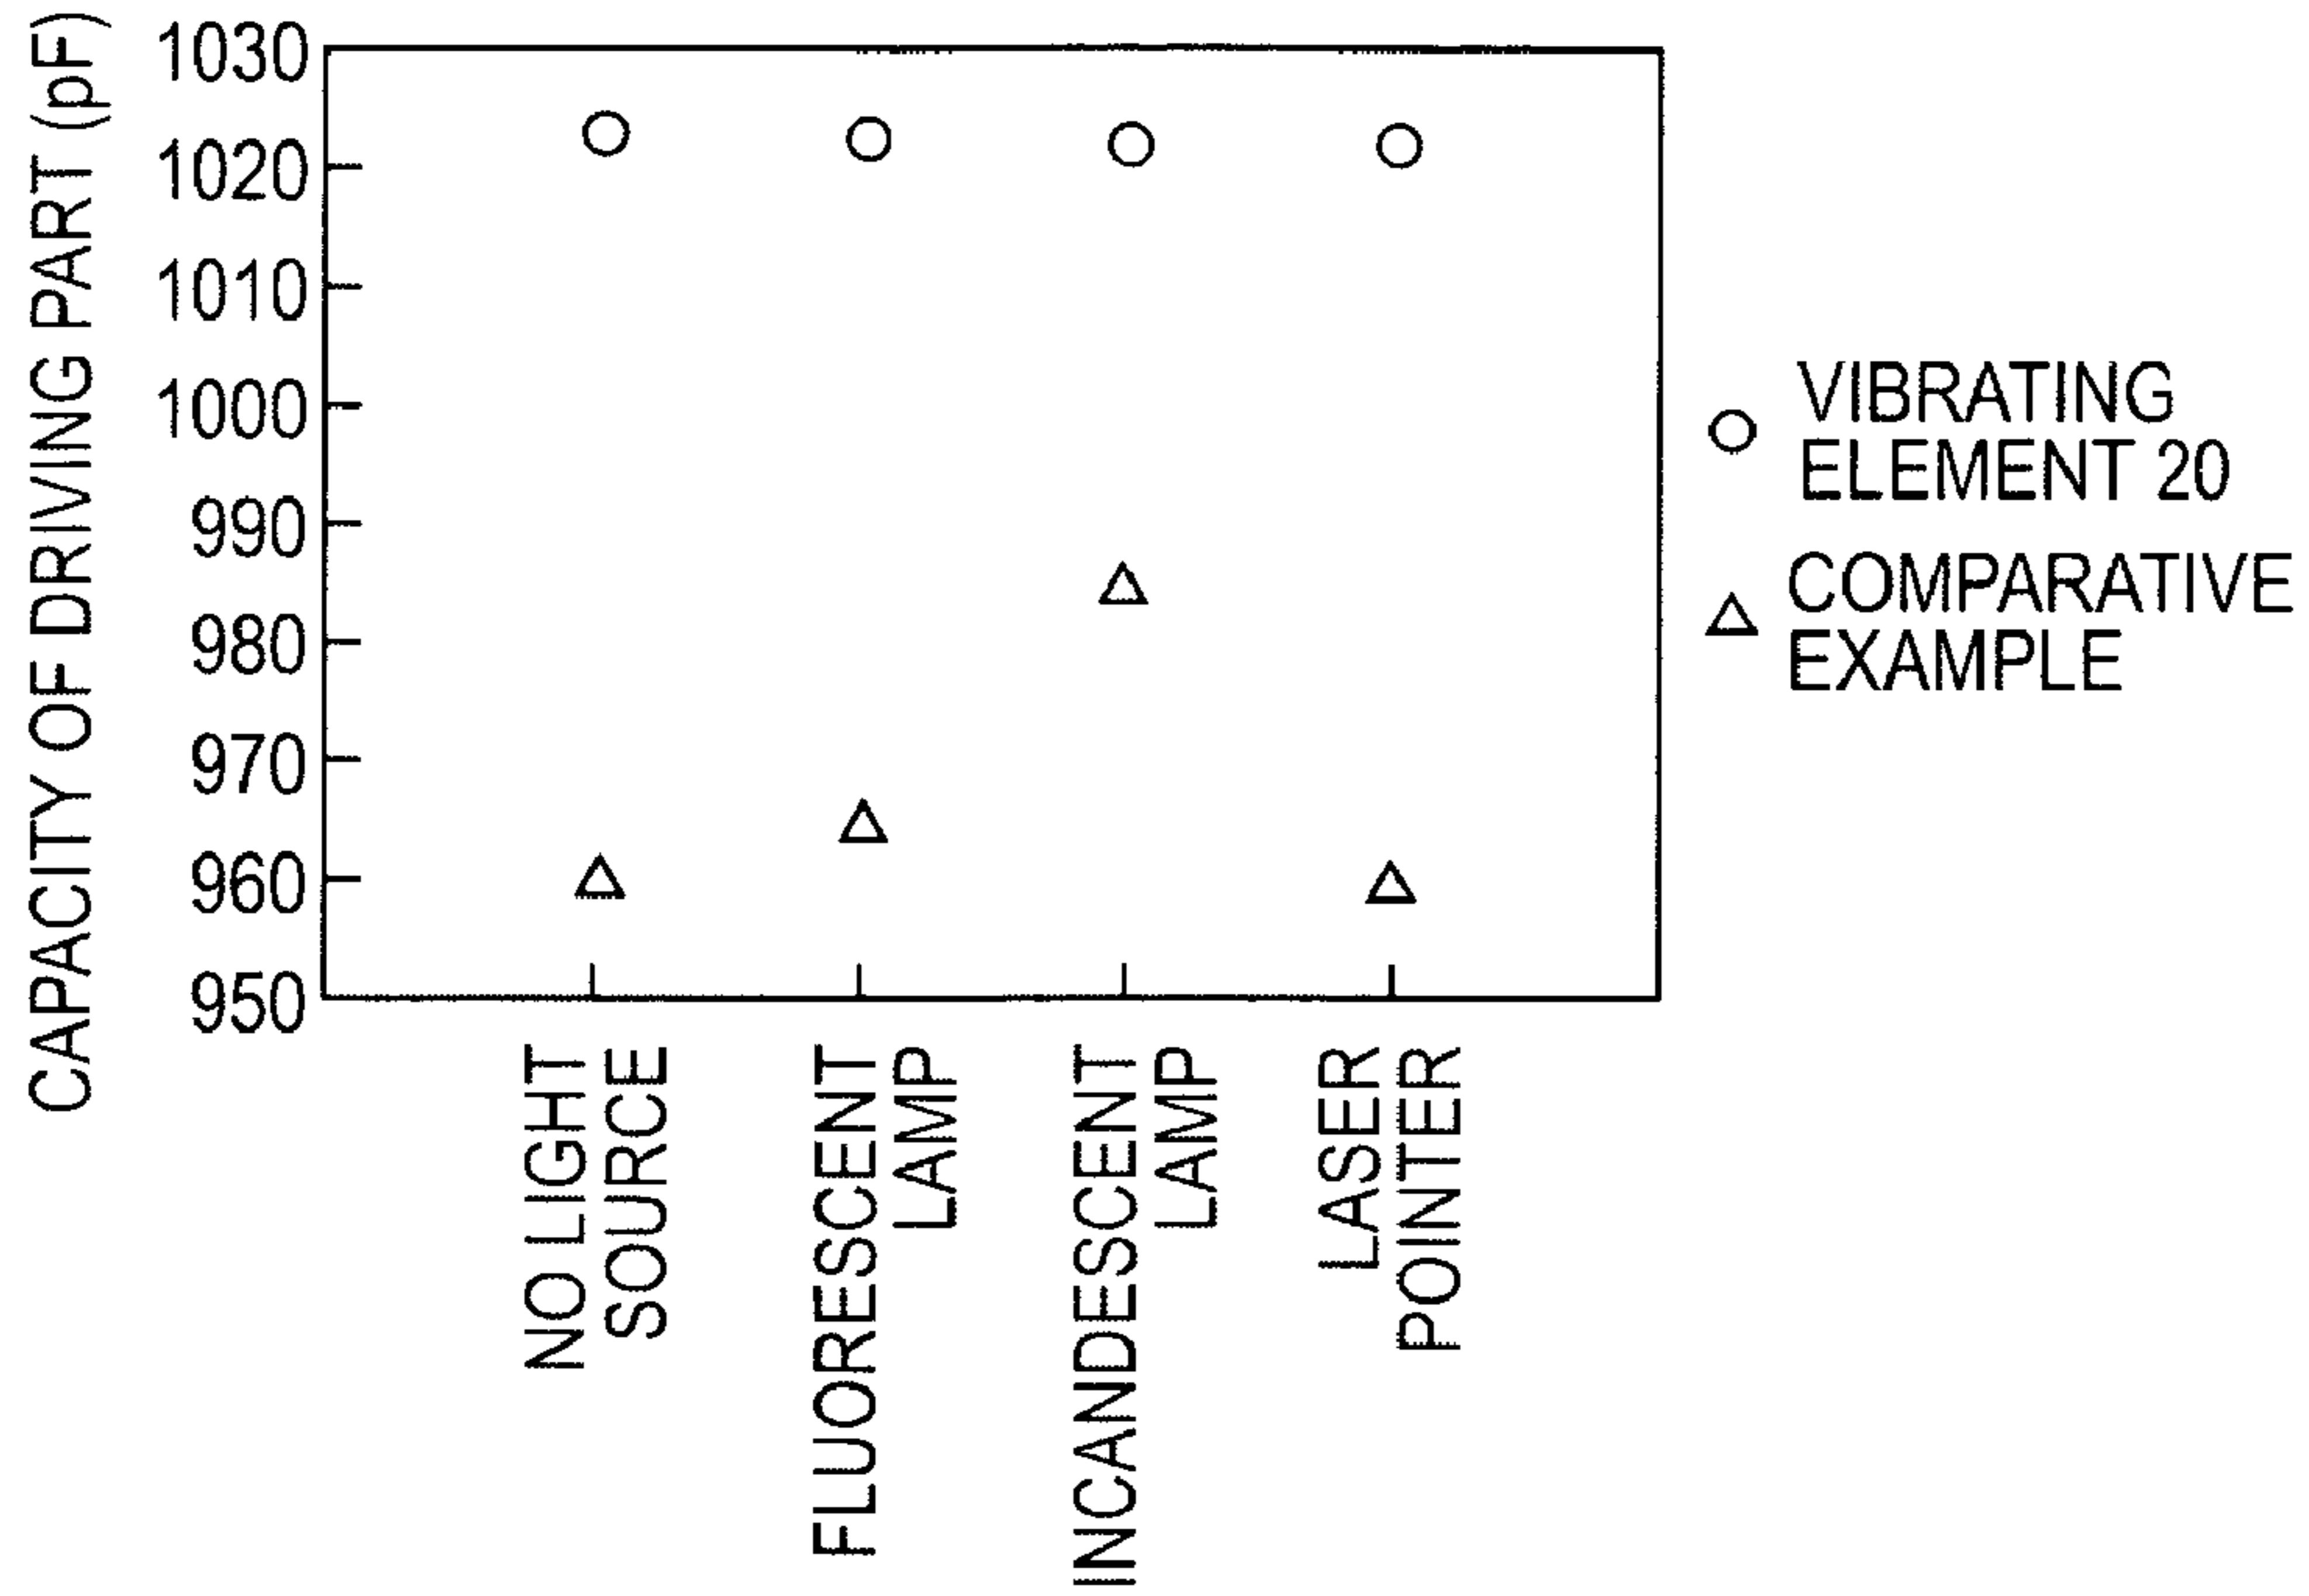 CAPACITY OF DRIVING PART (pF)
1030
1020
1010
1000
990
980
970
960
950
NO LIGHT
SOURCE
FLUORESCENT
LAMP
INCANDESCENT
LAMP
LASER
POINTER
VIBRATING
ELEMENT 20
COMPARATIVE
EXAMPLE